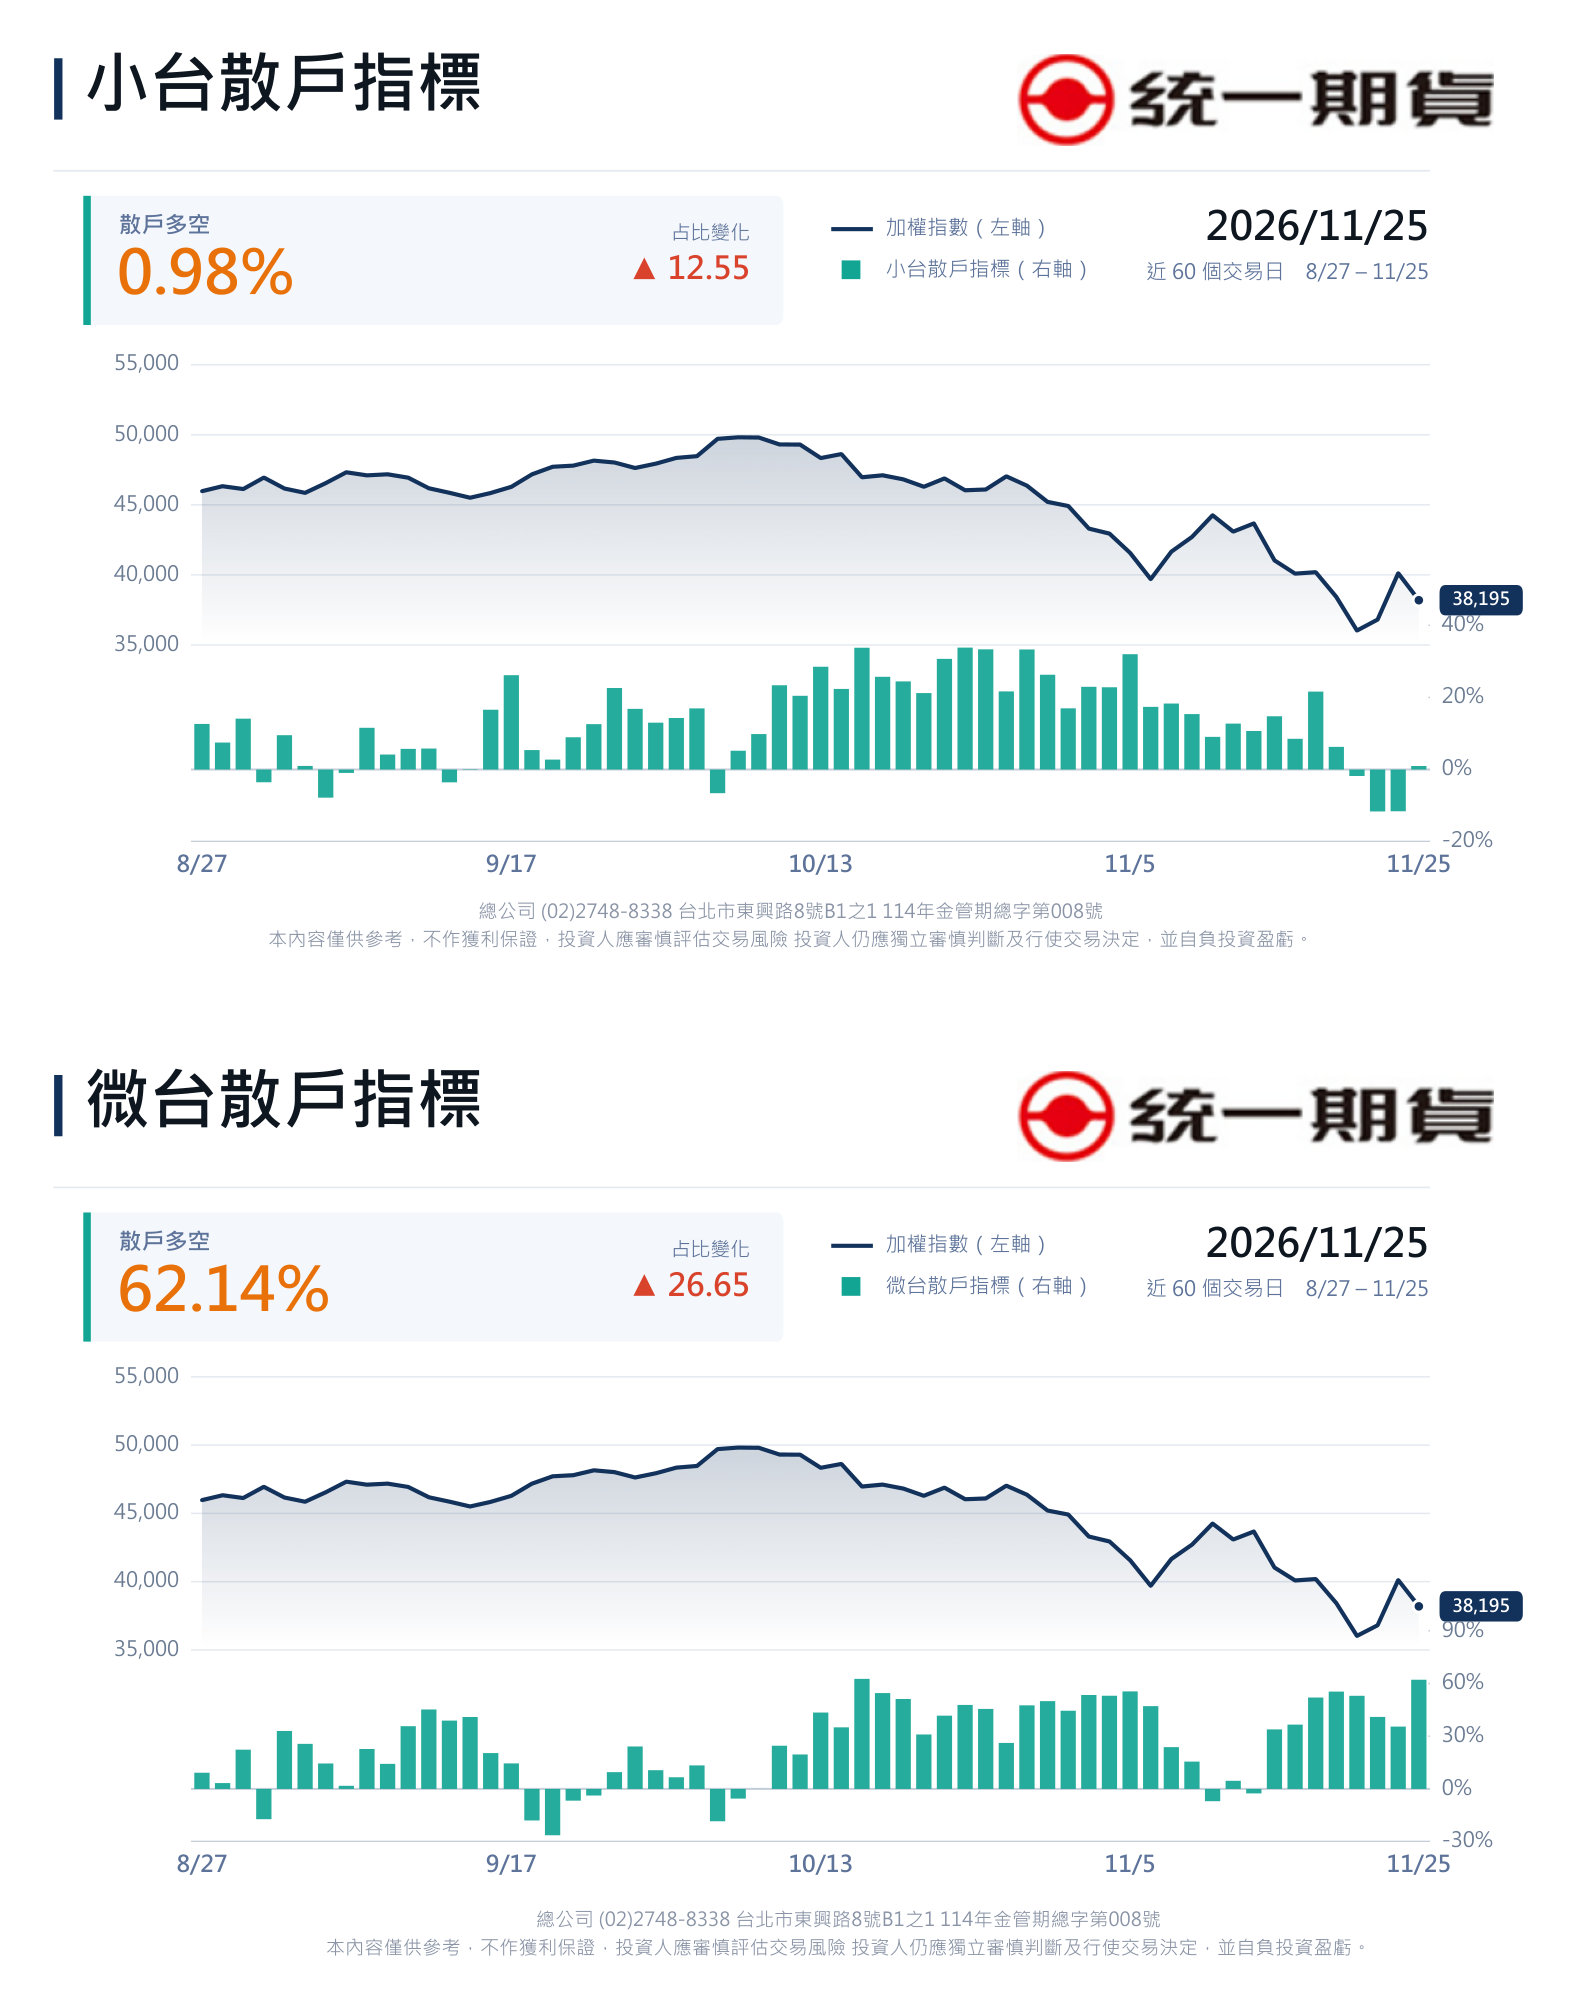 小台散戶指標
統一期貨
散戶多空
0.98%
占比變化
▲ 12.55
加權指數（左軸）
小台散戶指標（右軸）
2026/11/25
近 60 個交易日 8/27 – 11/25
55,000
50,000
45,000
40,000
35,000
38,195
40%
20%
0%
-20%
8/27 9/17 10/13 11/5 11/25
總公司 (02)2748-8338 台北市東興路8號B1之1 114年金管期總字第008號
本內容僅供參考，不作獲利保證，投資人應審慎評估交易風險 投資人仍應獨立審慎判斷及行使交易決定，並自負投資盈虧。
微台散戶指標
統一期貨
散戶多空
62.14%
占比變化
▲ 26.65
加權指數（左軸）
微台散戶指標（右軸）
2026/11/25
近 60 個交易日 8/27 – 11/25
55,000
50,000
45,000
40,000
35,000
38,195
90%
60%
30%
0%
-30%
8/27 9/17 10/13 11/5 11/25
總公司 (02)2748-8338 台北市東興路8號B1之1 114年金管期總字第008號
本內容僅供參考，不作獲利保證，投資人應審慎評估交易風險 投資人仍應獨立審慎判斷及行使交易決定，並自負投資盈虧。